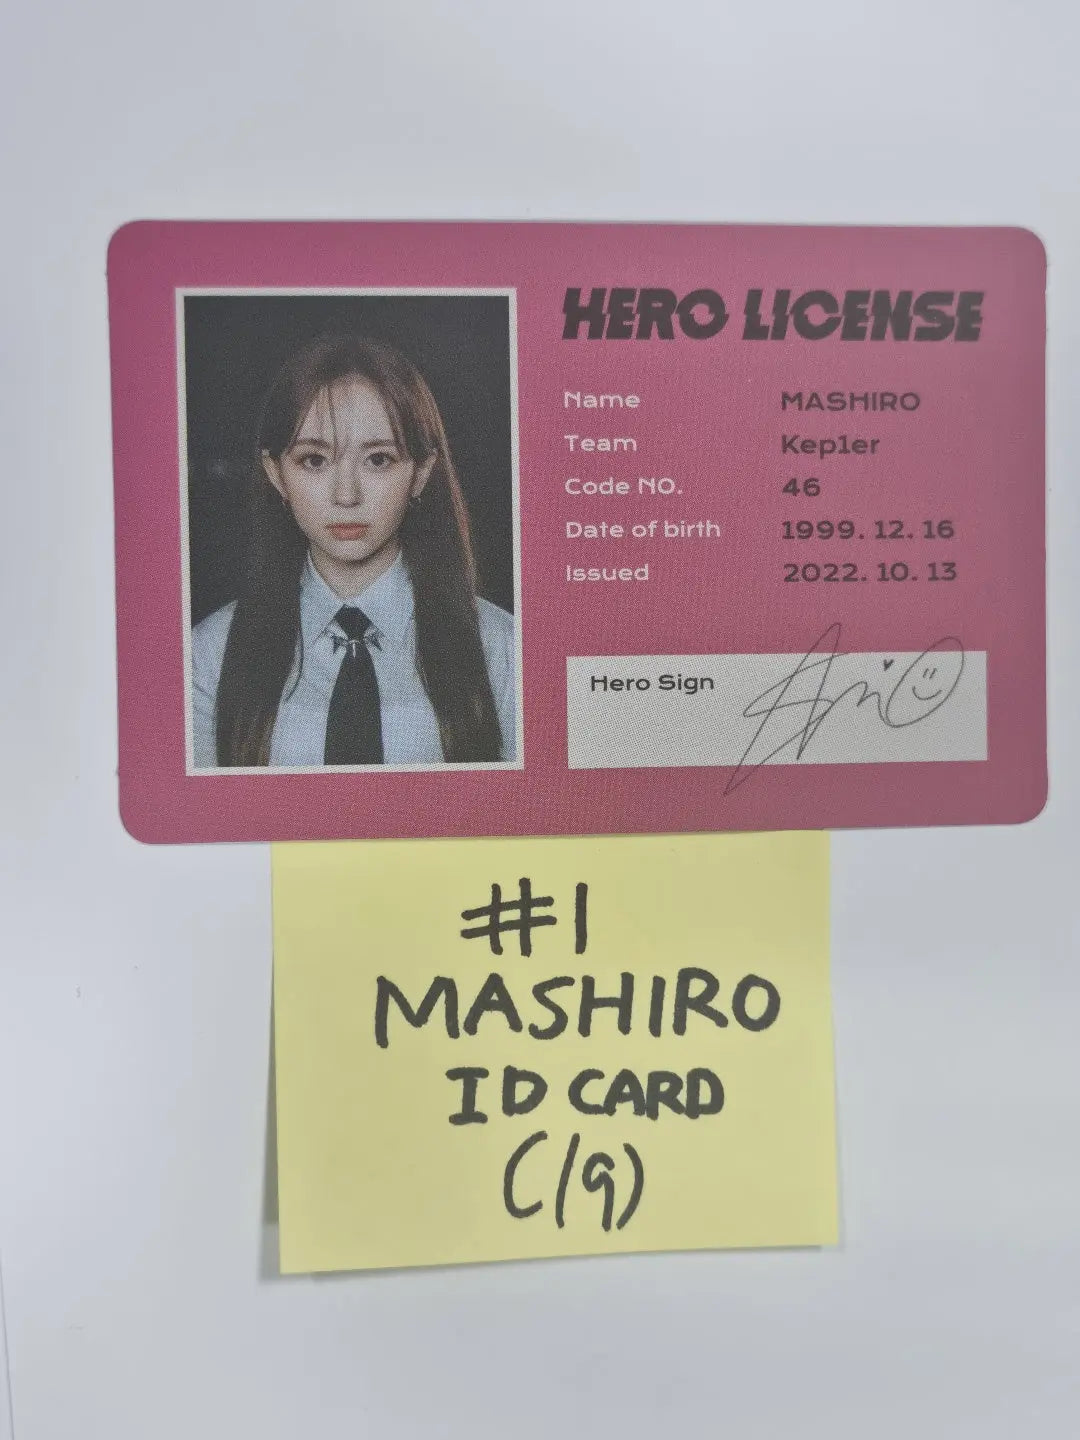 HERO LICENSE
Name MASHIRO
Team Kep1er
Code NO. 46
Date of birth 1999. 12. 16
Issued 2022. 10. 13
Hero Sign
#1
MASHIRO
ID CARD
(/9)